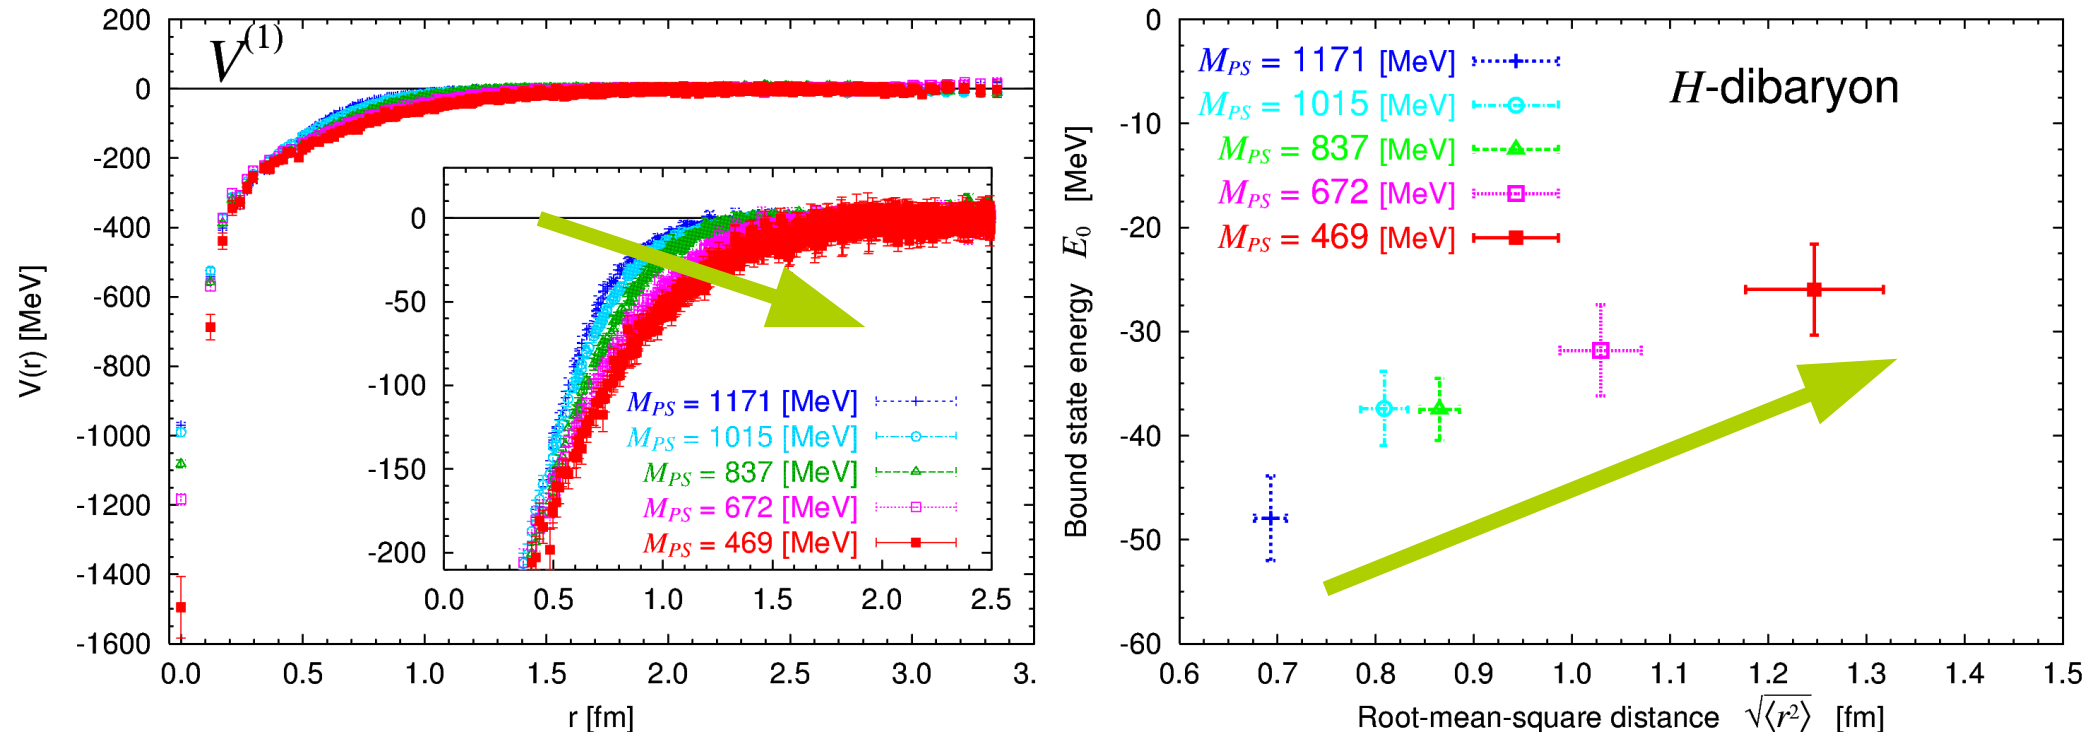 V(1)
200
0
-200
-400
-600
-800
-1000
-1200
-1400
-1600
V(r) [MeV]
0.0 0.5 1.0 1.5 2.0 2.5 3.0 3.
r [fm]
0
-50
-100
-150
-200
0.0 0.5 1.0 1.5 2.0 2.5
MPS = 1171 [MeV]
MPS = 1015 [MeV]
MPS = 837 [MeV]
MPS = 672 [MeV]
MPS = 469 [MeV]
H-dibaryon
MPS = 1171 [MeV]
MPS = 1015 [MeV]
MPS = 837 [MeV]
MPS = 672 [MeV]
MPS = 469 [MeV]
0
-10
-20
-30
-40
-50
-60
Bound state energy E0 [MeV]
0.6 0.7 0.8 0.9 1.0 1.1 1.2 1.3 1.4 1.5
Root-mean-square distance √⟨r2⟩ [fm]